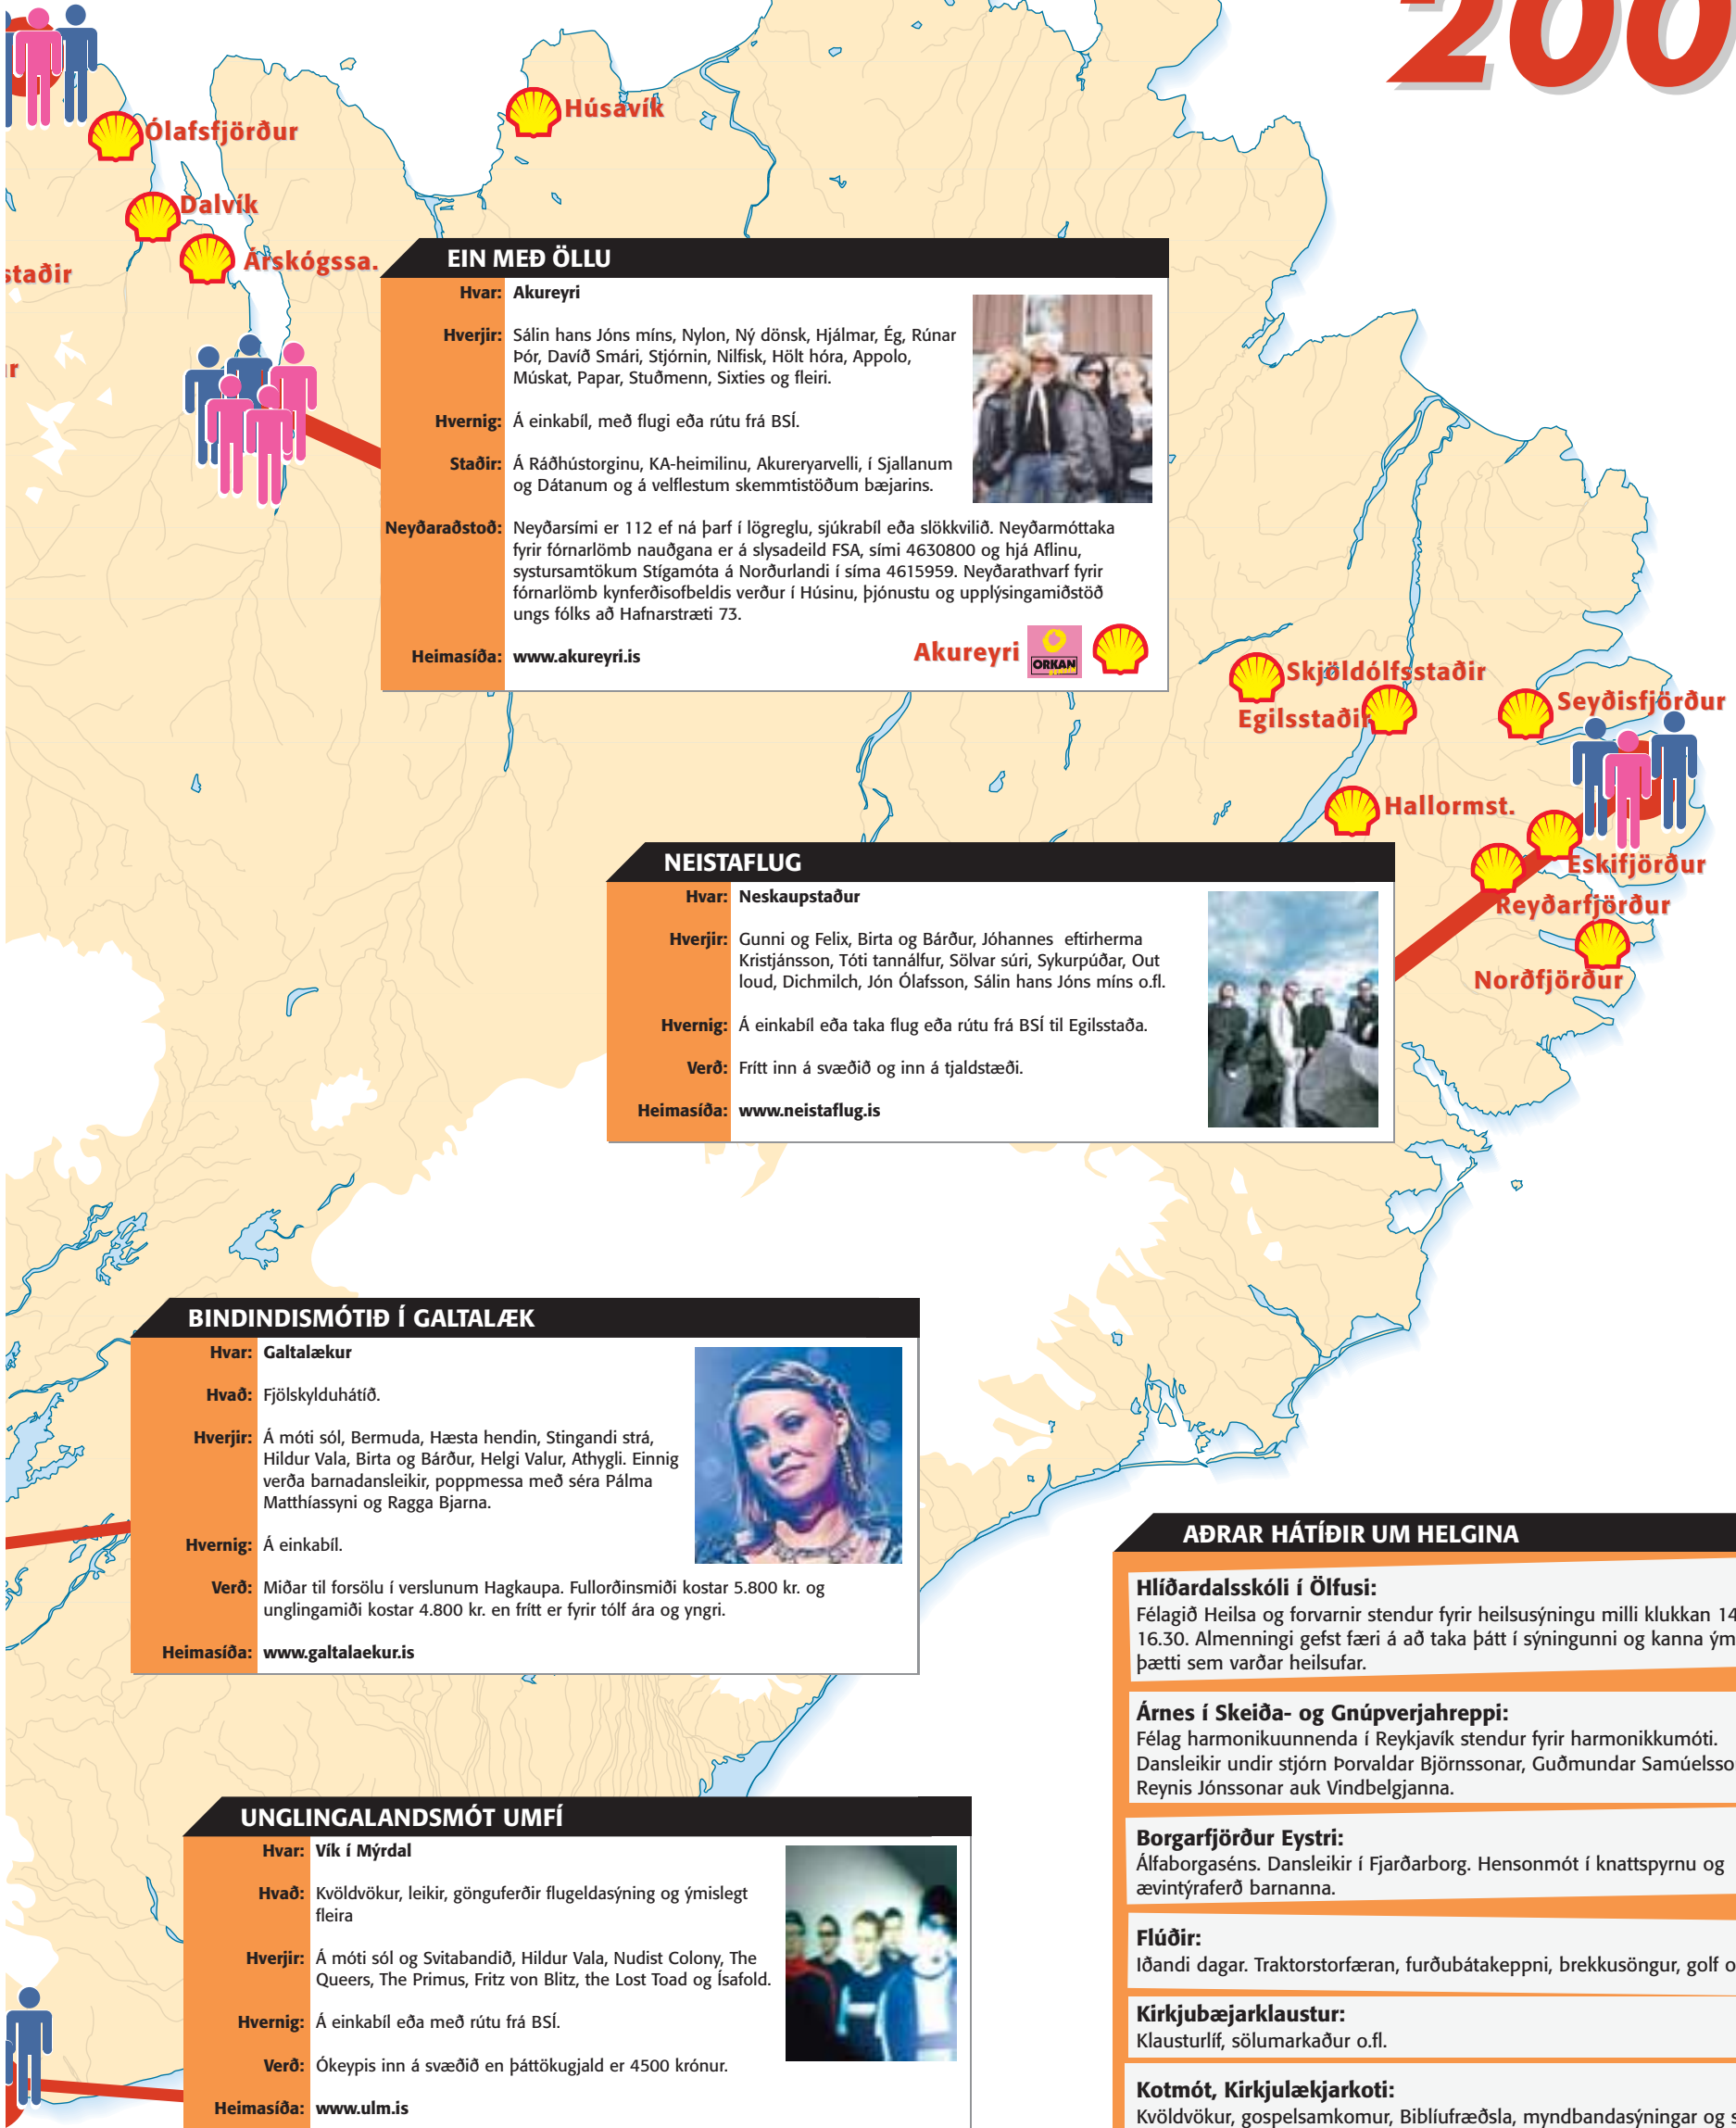 200
Húsavík
Ólafsfjörður
Dalvík
Árskógssa.
staðir
EIN MEÐ ÖLLU
Hvar: Akureyri
Hverjir: Sálin hans Jóns míns, Nylon, Ný dönsk, Hjálmar, Ég, Rúnar
Þór, Davíð Smári, Stjórnin, Nilfisk, Hölt hóra, Appolo,
Múskat, Papar, Stuðmenn, Sixties og fleiri.
Hvernig: Á einkabíl, með flugi eða rútu frá BSÍ.
Staðir: Á Ráðhústorginu, KA-heimilinu, Akureryarvelli, í Sjallanum
og Dátanum og á velflestum skemmtistöðum bæjarins.
Neyðaraðstoð: Neyðarsími er 112 ef ná þarf í lögreglu, sjúkrabíl eða slökkvilið. Neyðarmóttaka
fyrir fórnarlömb nauðgana er á slysadeild FSA, sími 4630800 og hjá Aflinu,
systursamtökum Stígamóta á Norðurlandi í síma 4615959. Neyðarathvarf fyrir
fórnarlömb kynferðisofbeldis verður í Húsinu, þjónustu og upplýsingamiðstöð
ungs fólks að Hafnarstræti 73.
Heimasíða: www.akureyri.is
Akureyri ORKAN
Skjöldólfsstaðir
Egilsstaðir
Seyðisfjörður
Hallormst.
Eskifjörður
Reyðarfjörður
Norðfjörður
NEISTAFLUG
Hvar: Neskaupstaður
Hverjir: Gunni og Felix, Birta og Bárður, Jóhannes eftirherma
Kristjánsson, Tóti tannálfur, Sölvar súri, Sykurpúðar, Out
loud, Dichmilch, Jón Ólafsson, Sálin hans Jóns míns o.fl.
Hvernig: Á einkabíl eða taka flug eða rútu frá BSÍ til Egilsstaða.
Verð: Frítt inn á svæðið og inn á tjaldstæði.
Heimasíða: www.neistaflug.is
BINDINDISMÓTIÐ Í GALTALÆK
Hvar: Galtalækur
Hvað: Fjölskylduhátíð.
Hverjir: Á móti sól, Bermuda, Hæsta hendin, Stingandi strá,
Hildur Vala, Birta og Bárður, Helgi Valur, Athygli. Einnig
verða barnadansleikir, poppmessa með séra Pálma
Matthíassyni og Ragga Bjarna.
Hvernig: Á einkabíl.
Verð: Miðar til forsölu í verslunum Hagkaupa. Fullorðinsmiði kostar 5.800 kr. og
unglingamiði kostar 4.800 kr. en frítt er fyrir tólf ára og yngri.
Heimasíða: www.galtalaekur.is
UNGLINGALANDSMÓT UMFÍ
Hvar: Vík í Mýrdal
Hvað: Kvöldvökur, leikir, gönguferðir flugeldasýning og ýmislegt
fleira
Hverjir: Á móti sól og Svitabandið, Hildur Vala, Nudist Colony, The
Queers, The Primus, Fritz von Blitz, the Lost Toad og Ísafold.
Hvernig: Á einkabíl eða með rútu frá BSÍ.
Verð: Ókeypis inn á svæðið en þáttökugjald er 4500 krónur.
Heimasíða: www.ulm.is
AÐRAR HÁTÍÐIR UM HELGINA
Hlíðardalsskóli í Ölfusi:
Félagið Heilsa og forvarnir stendur fyrir heilsusýningu milli klukkan 14
16.30. Almenningi gefst færi á að taka þátt í sýningunni og kanna ým
þætti sem varðar heilsufar.
Árnes í Skeiða- og Gnúpverjahreppi:
Félag harmonikuunnenda í Reykjavík stendur fyrir harmonikkumóti.
Dansleikir undir stjórn Þorvaldar Björnssonar, Guðmundar Samúelsso
Reynis Jónssonar auk Vindbelgjanna.
Borgarfjörður Eystri:
Álfaborgaséns. Dansleikir í Fjarðarborg. Hensonmót í knattspyrnu og
ævintýraferð barnanna.
Flúðir:
Iðandi dagar. Traktorstorfæran, furðubátakeppni, brekkusöngur, golf o
Kirkjubæjarklaustur:
Klausturlíf, sölumarkaður o.fl.
Kotmót, Kirkjulækjarkoti:
Kvöldvökur, gospelsamkomur, Biblíufræðsla, myndbandasýningar og